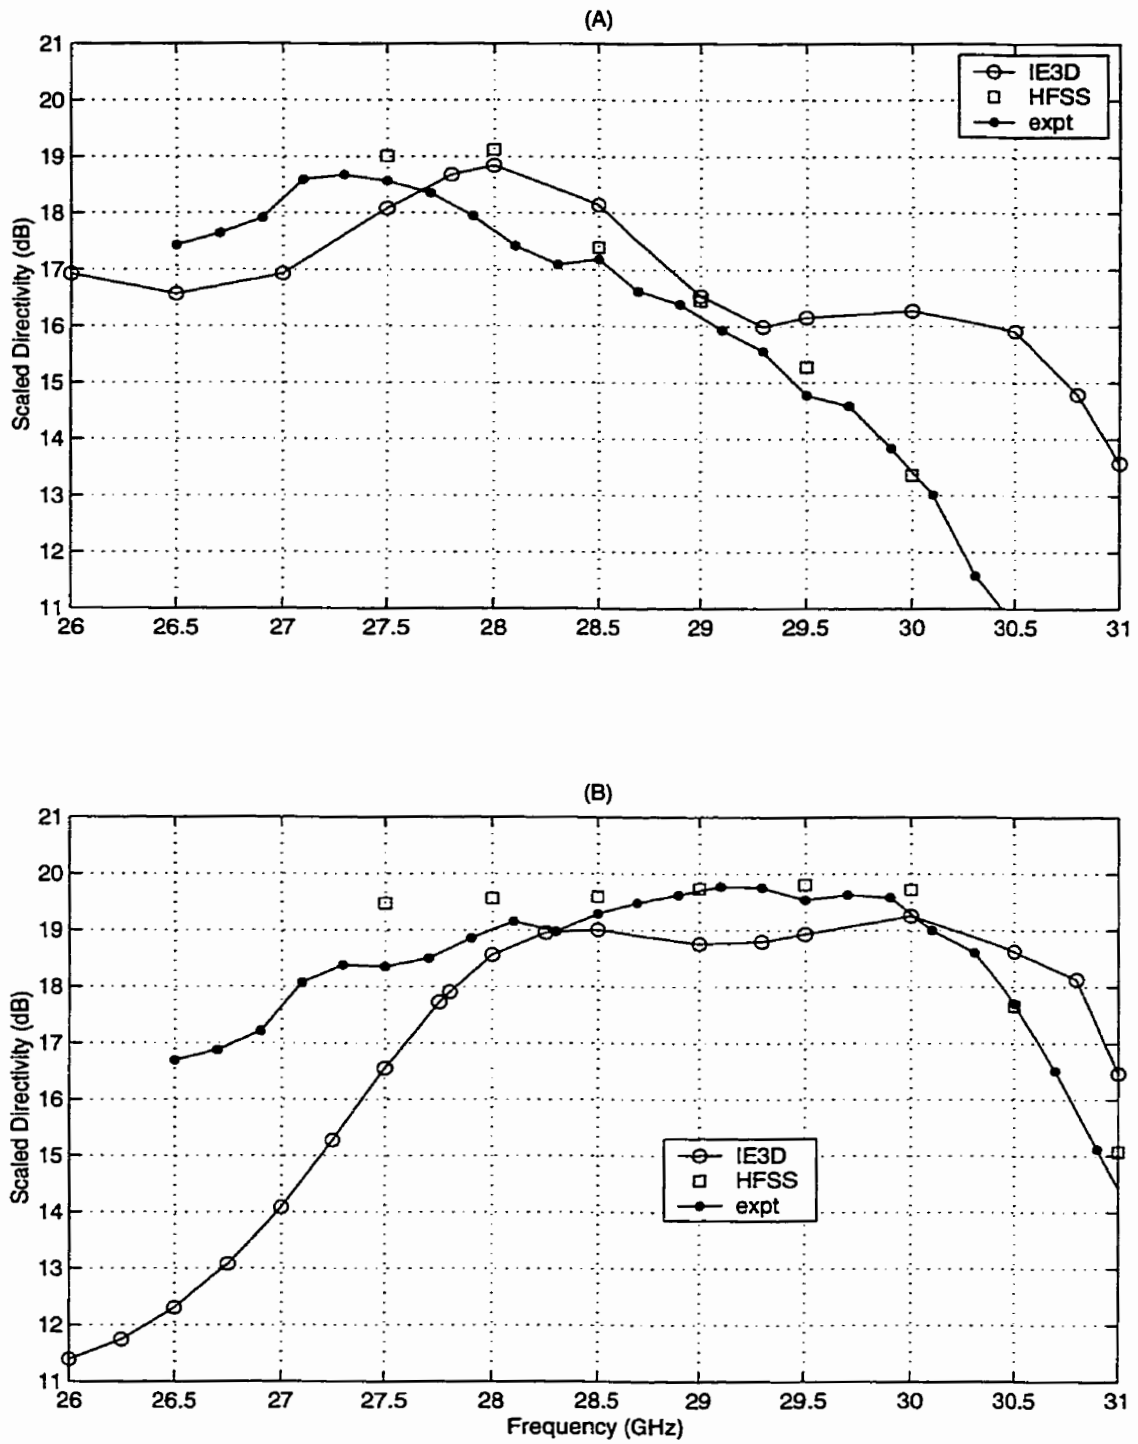 (A)
21
20
19
18
17
16
15
14
13
12
11
Scaled Directivity (dB)
IE3D
HFSS
expt
26 26.5 27 27.5 28 28.5 29 29.5 30 30.5 31
(B)
21
20
19
18
17
16
15
14
13
12
11
Scaled Directivity (dB)
IE3D
HFSS
expt
26 26.5 27 27.5 28 28.5 29 29.5 30 30.5 31
Frequency (GHz)